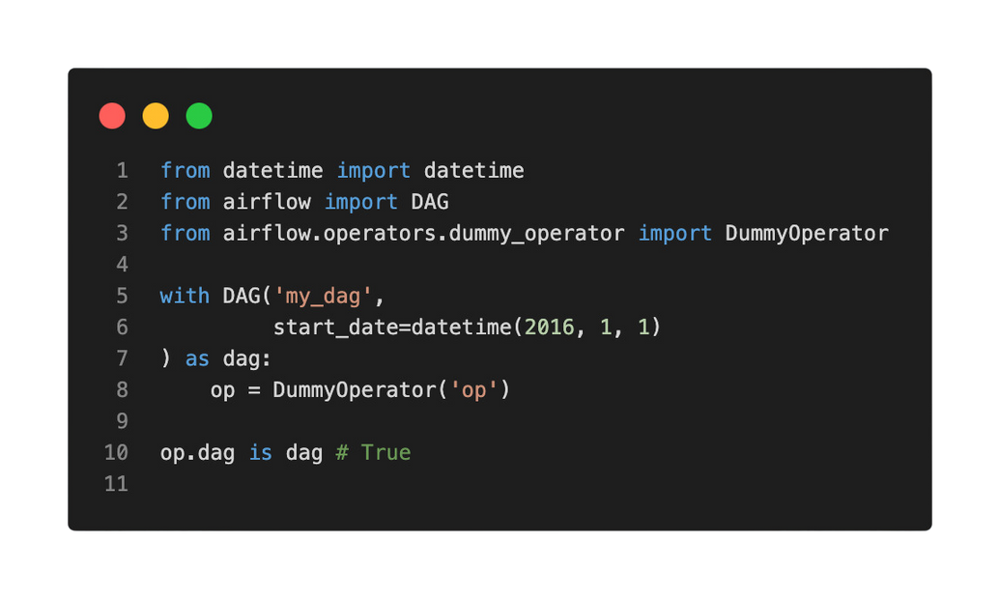 1 from datetime import datetime
2 from airflow import DAG
3 from airflow.operators.dummy_operator import DummyOperator
4
5 with DAG('my_dag',
6          start_date=datetime(2016, 1, 1)
7 ) as dag:
8     op = DummyOperator('op')
9
10 op.dag is dag # True
11